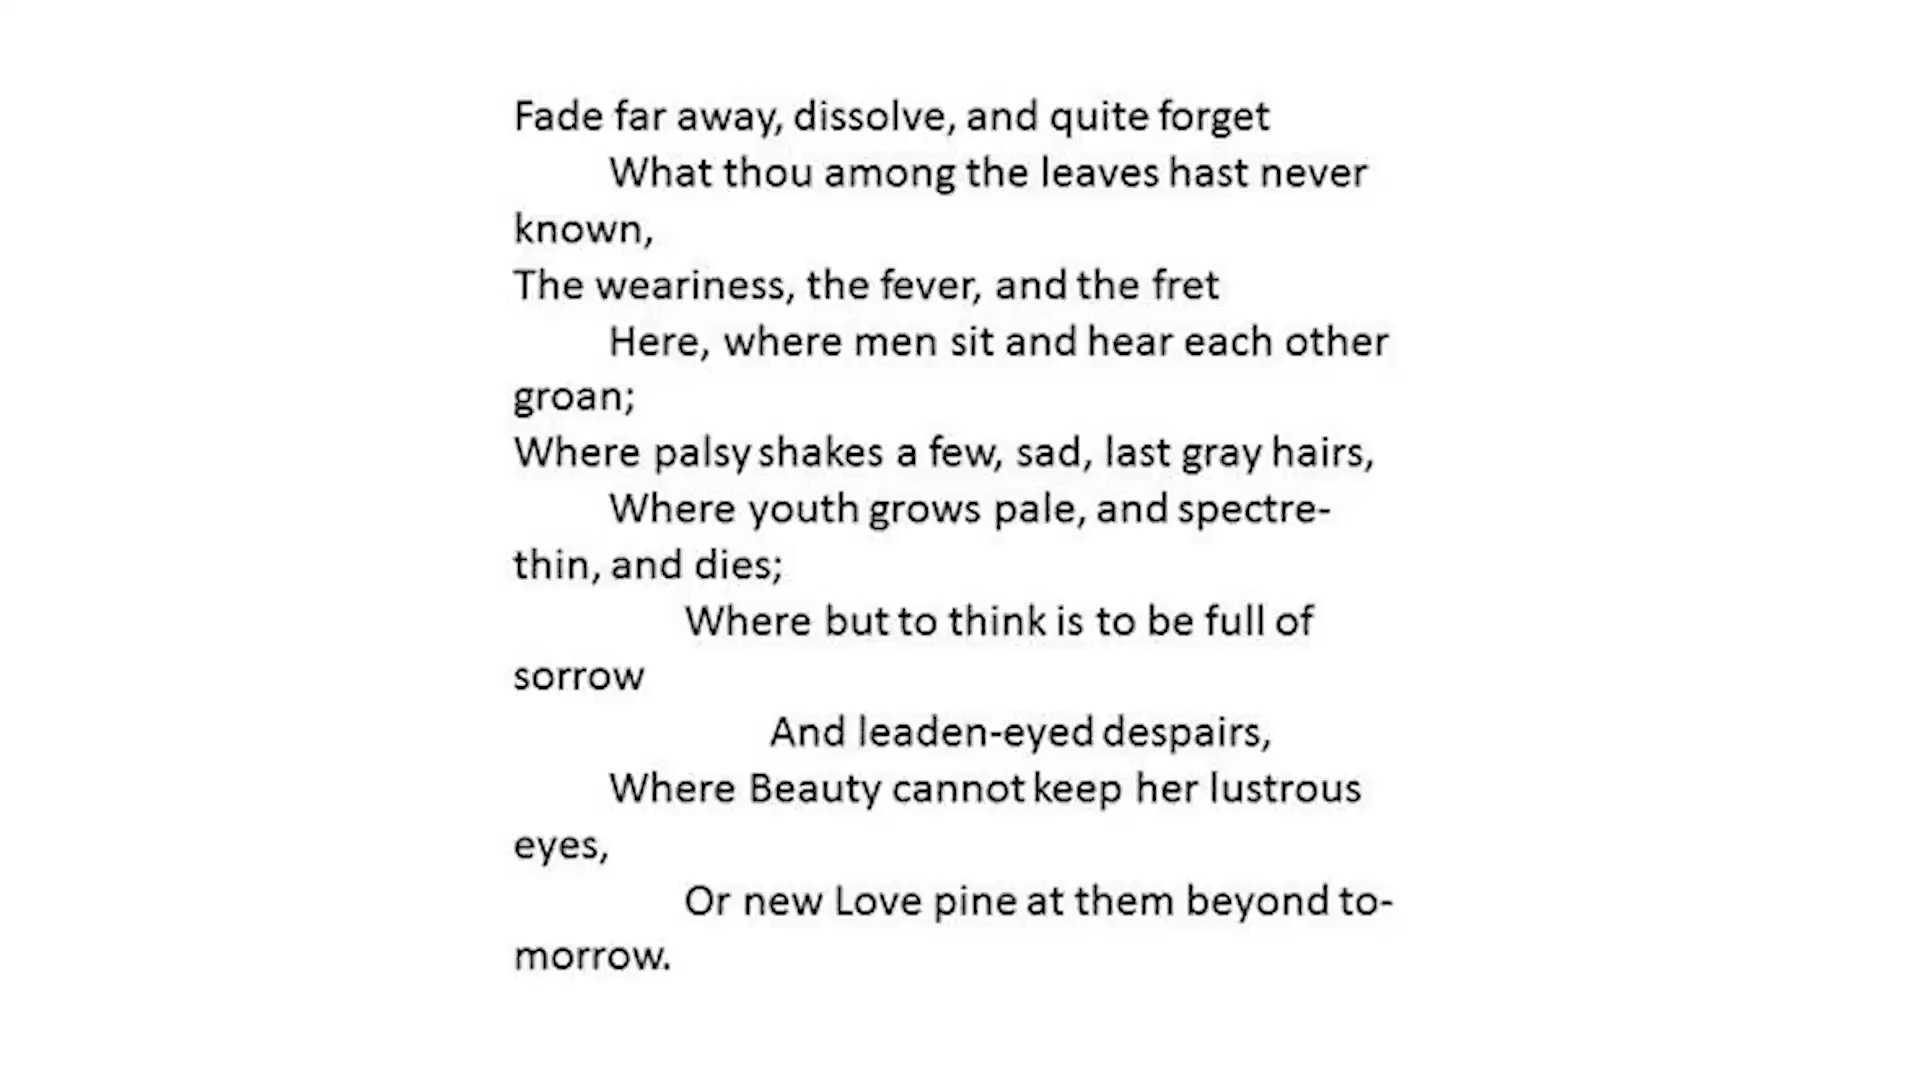 Fade far away, dissolve, and quite forget
What thou among the leaves hast never
known,
The weariness, the fever, and the fret
Here, where men sit and hear each other
groan;
Where palsy shakes a few, sad, last gray hairs,
Where youth grows pale, and spectre-
thin, and dies;
Where but to think is to be full of
sorrow
And leaden-eyed despairs,
Where Beauty cannot keep her lustrous
eyes,
Or new Love pine at them beyond to-
morrow.